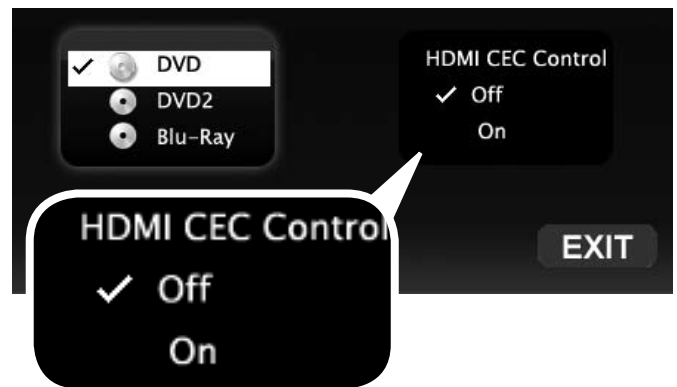 DVD
DVD2
Blu-Ray
HDMI CEC Control
Off
On
EXIT
HDMI CEC Control
Off
On